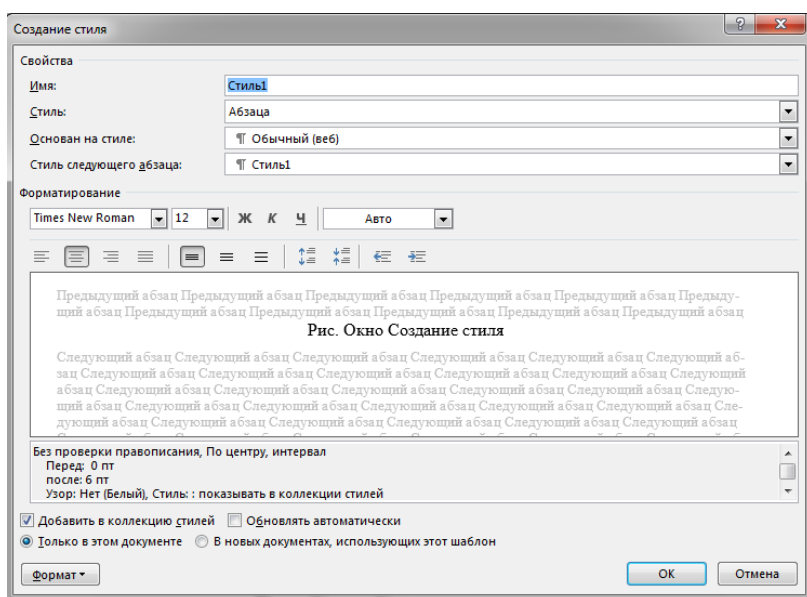 Создание стиля
Свойства
Имя: Стиль1
Стиль: Абзаца
Основан на стиле: ¶ Обычный (веб)
Стиль следующего абзаца: ¶ Стиль1
Форматирование
Times New Roman 12 Ж К Ч Авто
Предыдущий абзац Предыдущий абзац Предыдущий абзац Предыдущий абзац Предыдущий абзац Предыду-
щий абзац Предыдущий абзац Предыдущий абзац Предыдущий абзац Предыдущий абзац Предыдущий абзац
Рис. Окно Создание стиля
Следующий абзац Следующий абзац Следующий абзац Следующий абзац Следующий абзац Следующий аб-
зац Следующий абзац Следующий абзац Следующий абзац Следующий абзац Следующий абзац Следующий
абзац Следующий абзац Следующий абзац Следующий абзац Следующий абзац Следующий абзац Следую-
щий абзац Следующий абзац Следующий абзац Следующий абзац Следующий абзац Следующий абзац Сле-
дующий абзац Следующий абзац Следующий абзац Следующий абзац Следующий абзац Следующий абзац
Без проверки правописания, По центру, интервал
Перед: 0 пт
после: 6 пт
Узор: Нет (Белый), Стиль: : показывать в коллекции стилей
Добавить в коллекцию стилей Обновлять автоматически
Только в этом документе В новых документах, использующих этот шаблон
Формат ОК Отмена